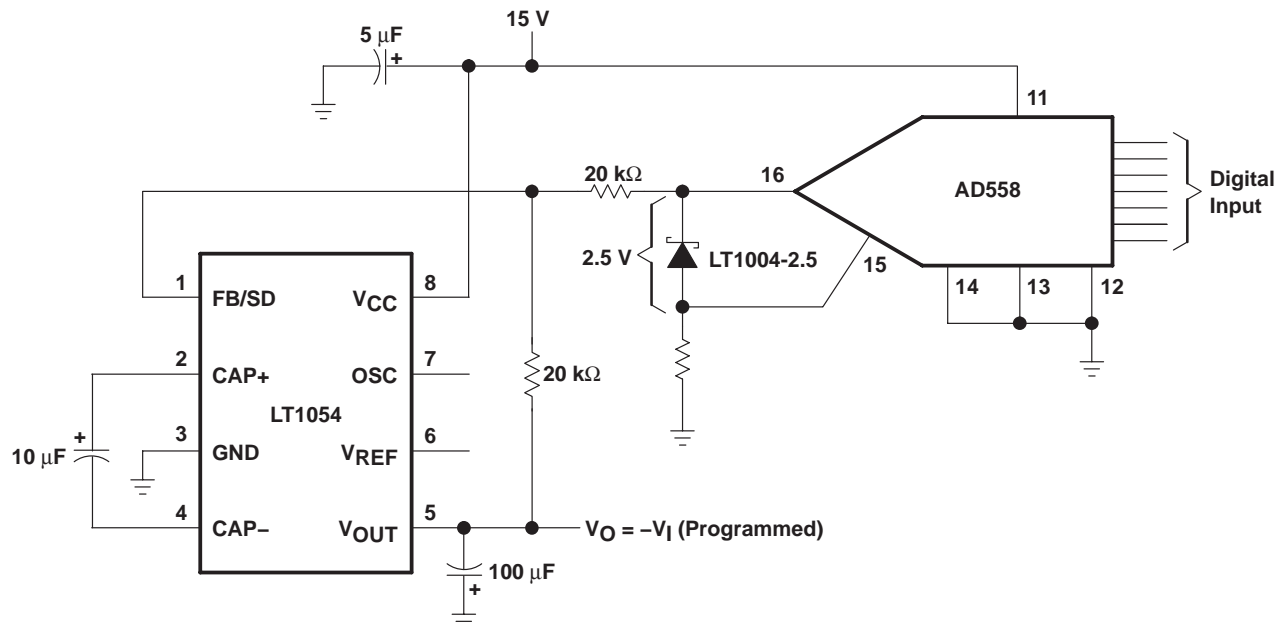 15 V
5 μF
+
11
20 kΩ
16
AD558
Digital
Input
2.5 V
LT1004-2.5
15
14
13
12
1
FB/SD
VCC
8
2
CAP+
OSC
7
20 kΩ
LT1054
+
10 μF
3
GND
VREF
6
4
CAP–
VOUT
5
VO = –VI (Programmed)
100 μF
+